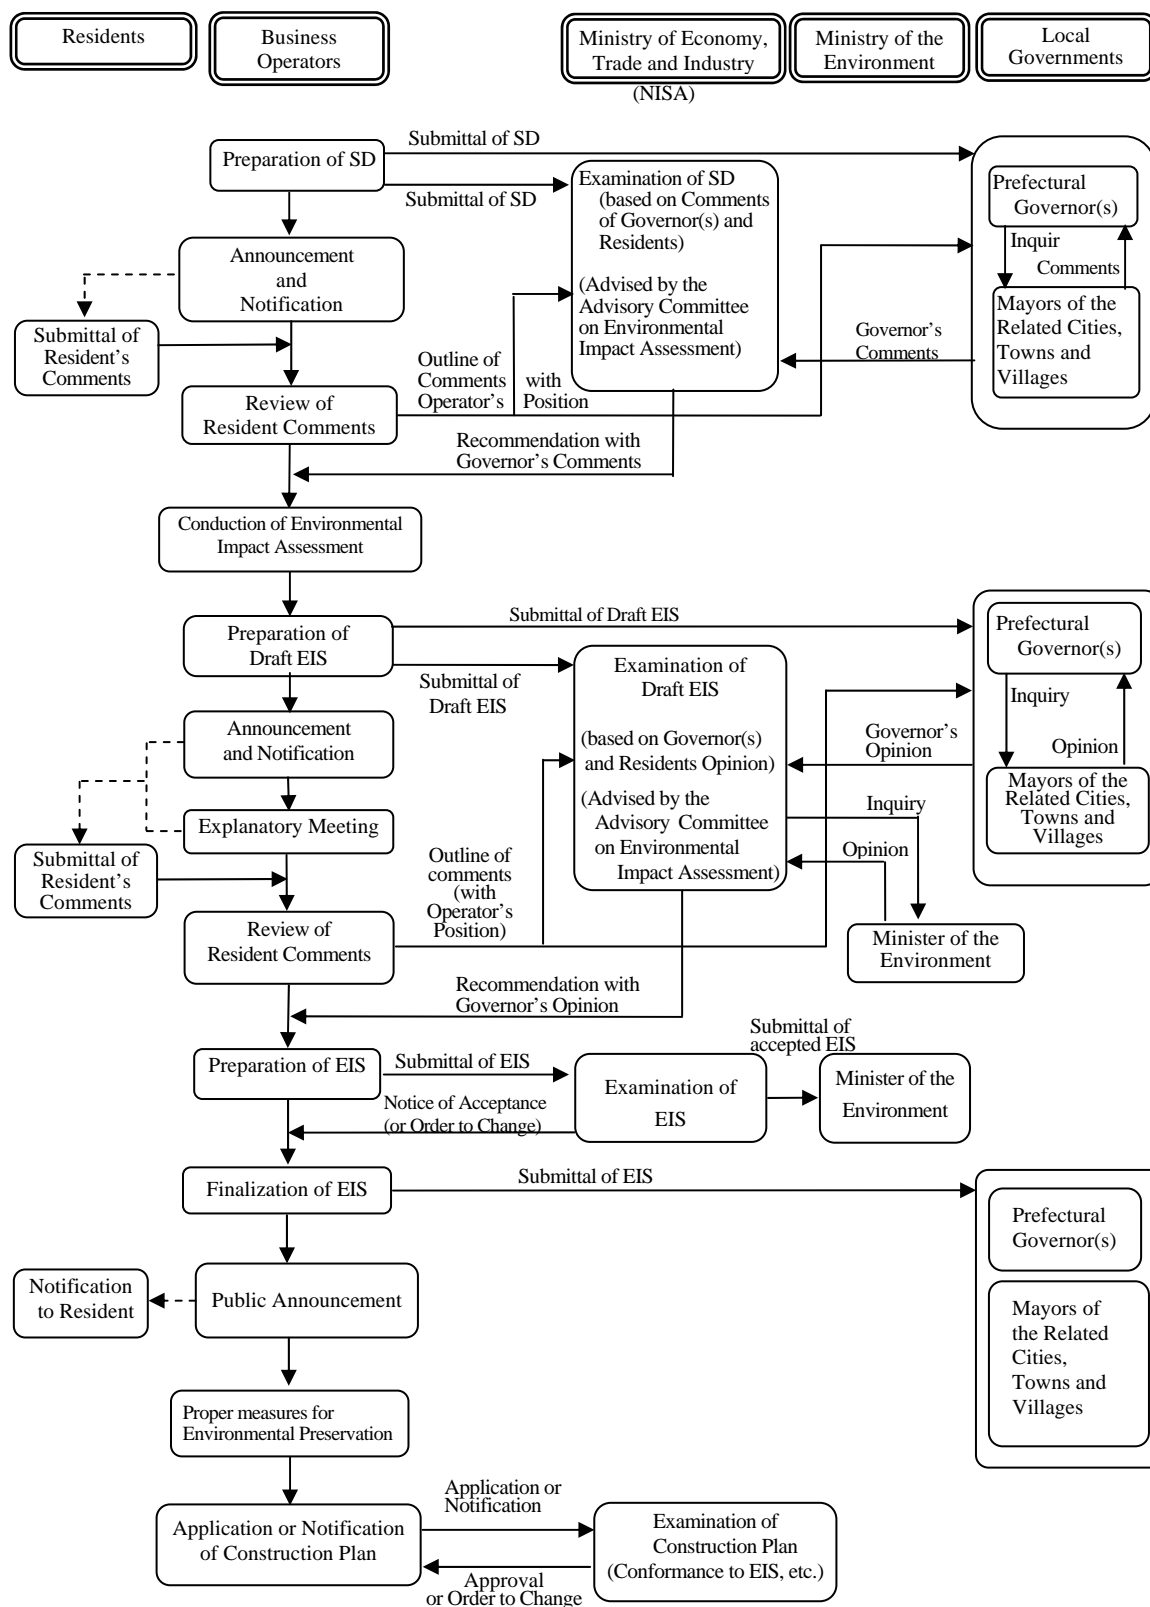 Residents
Business
Operators
Ministry of Economy,
Trade and Industry
(NISA)
Ministry of the
Environment
Local
Governments
Submittal of SD
Preparation of SD
Submittal of SD
Examination of SD
(based on Comments
of Governor(s) and
Residents)
(Advised by the
Advisory Committee
on Environmental
Impact Assessment)
Prefectural
Governor(s)
Inquir
Comments
Mayors of the
Related Cities,
Towns and
Villages
Announcement
and
Notification
Submittal of
Resident’s
Comments
Governor’s
Comments
Outline of
Comments
Operator’s
with
Position
Review of
Resident Comments
Recommendation with
Governor’s Comments
Conduction of Environmental
Impact Assessment
Submittal of Draft EIS
Preparation of
Draft EIS
Submittal of
Draft EIS
Examination of
Draft EIS
(based on Governor(s)
and Residents Opinion)
(Advised by the
Advisory Committee
on Environmental
Impact Assessment)
Prefectural
Governor(s)
Inquiry
Opinion
Mayors of the
Related Cities,
Towns and
Villages
Announcement
and Notification
Governor’s
Opinion
Explanatory Meeting
Inquiry
Opinion
Submittal of
Resident’s
Comments
Outline of
comments
(with
Operator’s
Position)
Review of
Resident Comments
Minister of the
Environment
Recommendation with
Governor’s Opinion
Submittal of
accepted EIS
Preparation of EIS
Submittal of EIS
Examination of
EIS
Minister of the
Environment
Notice of Acceptance
(or Order to Change)
Finalization of EIS
Submittal of EIS
Prefectural
Governor(s)
Mayors of
the Related
Cities,
Towns and
Villages
Notification
to Resident
Public Announcement
Proper measures for
Environmental Preservation
Application or
Notification
Application or Notification
of Construction Plan
Examination of
Construction Plan
(Conformance to EIS, etc.)
Approval
or Order to Change